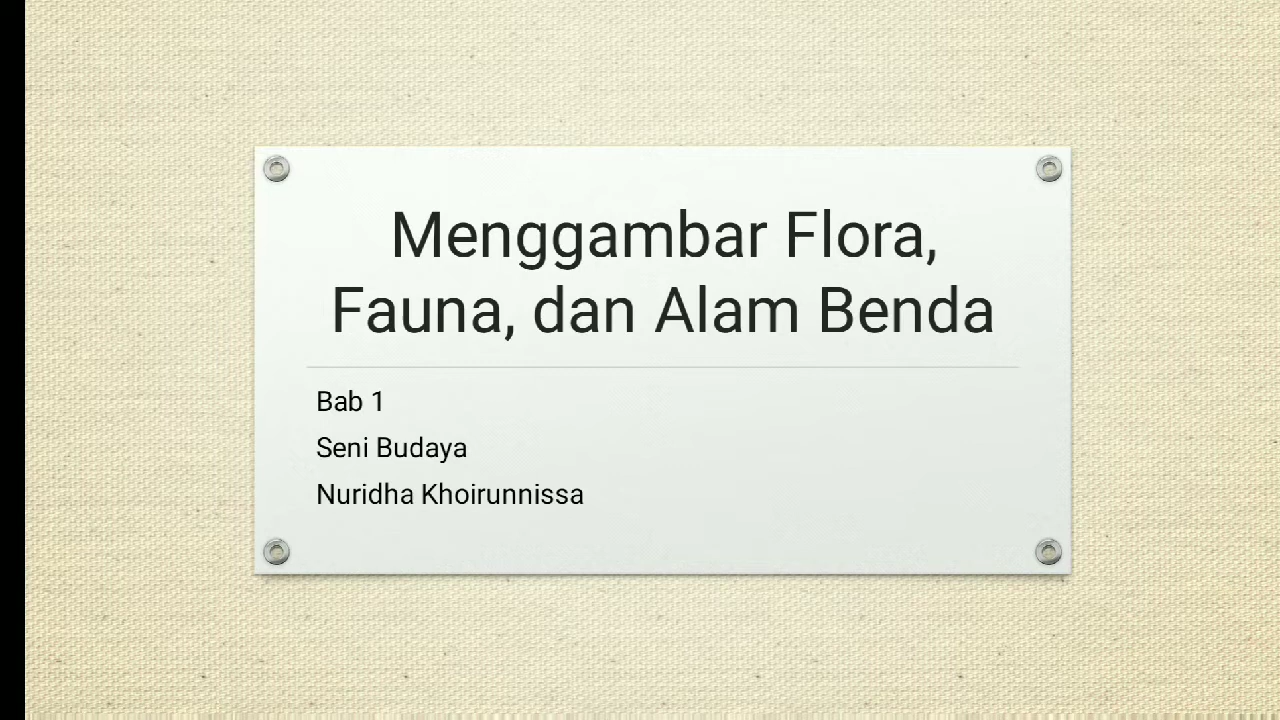 Menggambar Flora,
Fauna, dan Alam Benda
Bab 1
Seni Budaya
Nuridha Khoirunnissa